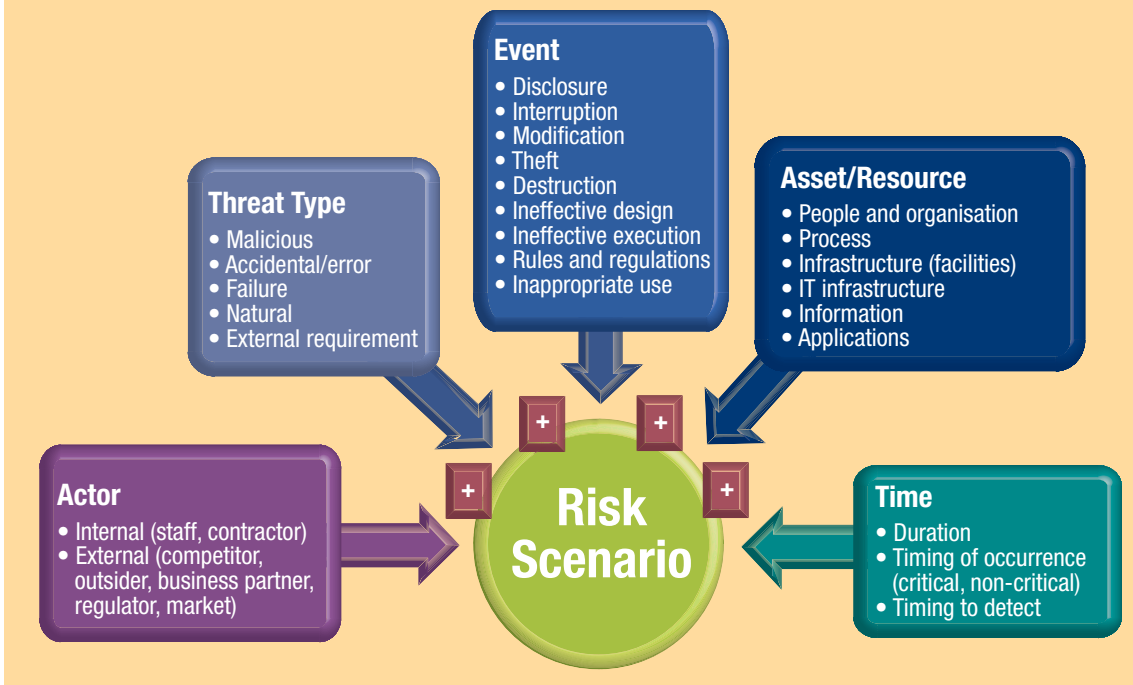 Event
• Disclosure
• Interruption
• Modification
• Theft
• Destruction
• Ineffective design
• Ineffective execution
• Rules and regulations
• Inappropriate use
Threat Type
• Malicious
• Accidental/error
• Failure
• Natural
• External requirement
Asset/Resource
• People and organisation
• Process
• Infrastructure (facilities)
• IT infrastructure
• Information
• Applications
Actor
• Internal (staff, contractor)
• External (competitor,
outsider, business partner,
regulator, market)
+
+
+
+
Risk
Scenario
Time
• Duration
• Timing of occurrence
(critical, non-critical)
• Timing to detect